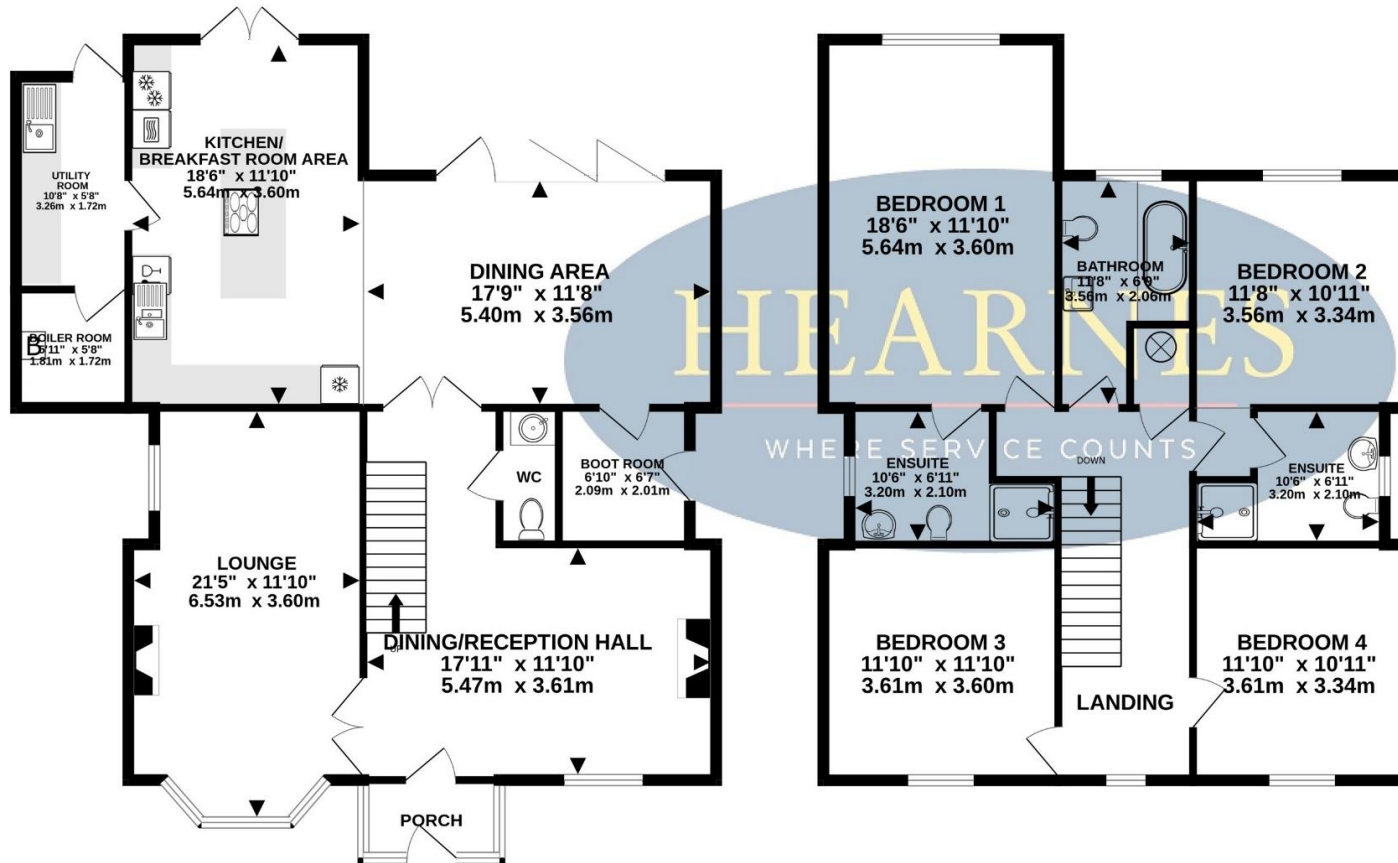 KITCHEN/
BREAKFAST ROOM AREA
18'6" x 11'10"
5.64m x 3.60m
UTILITY
ROOM
10'8" x 5'8"
3.26m x 1.72m
BOILER ROOM
B
5'11" x 5'8"
1.81m x 1.72m
DINING AREA
17'9" x 11'8"
5.40m x 3.56m
WC
BOOT ROOM
6'10" x 6'7"
2.09m x 2.01m
LOUNGE
21'5" x 11'10"
6.53m x 3.60m
UP
DINING/RECEPTION HALL
17'11" x 11'10"
5.47m x 3.61m
PORCH
BEDROOM 1
18'6" x 11'10"
5.64m x 3.60m
BATHROOM
11'8" x 6'9"
3.56m x 2.06m
BEDROOM 2
11'8" x 10'11"
3.56m x 3.34m
HEARNES
WHERE SERVICE COUNTS
ENSUITE
10'6" x 6'11"
3.20m x 2.10m
DOWN
ENSUITE
10'6" x 6'11"
3.20m x 2.10m
BEDROOM 3
11'10" x 11'10"
3.61m x 3.60m
LANDING
BEDROOM 4
11'10" x 10'11"
3.61m x 3.34m